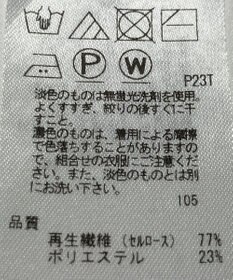 P W
P23T
淡色のものは無蛍光洗剤を使用。
よくすすぎ、絞りの後すぐに干
すこと。
濃色のものは、着用による摩擦
で色落ちすることがありますの
で、組合せの衣服にご注意くださ
い。また、淡色のものとは別
にお洗い下さい。
105
品質
再生繊維(セルロース) 77%
ポリエステル 23%